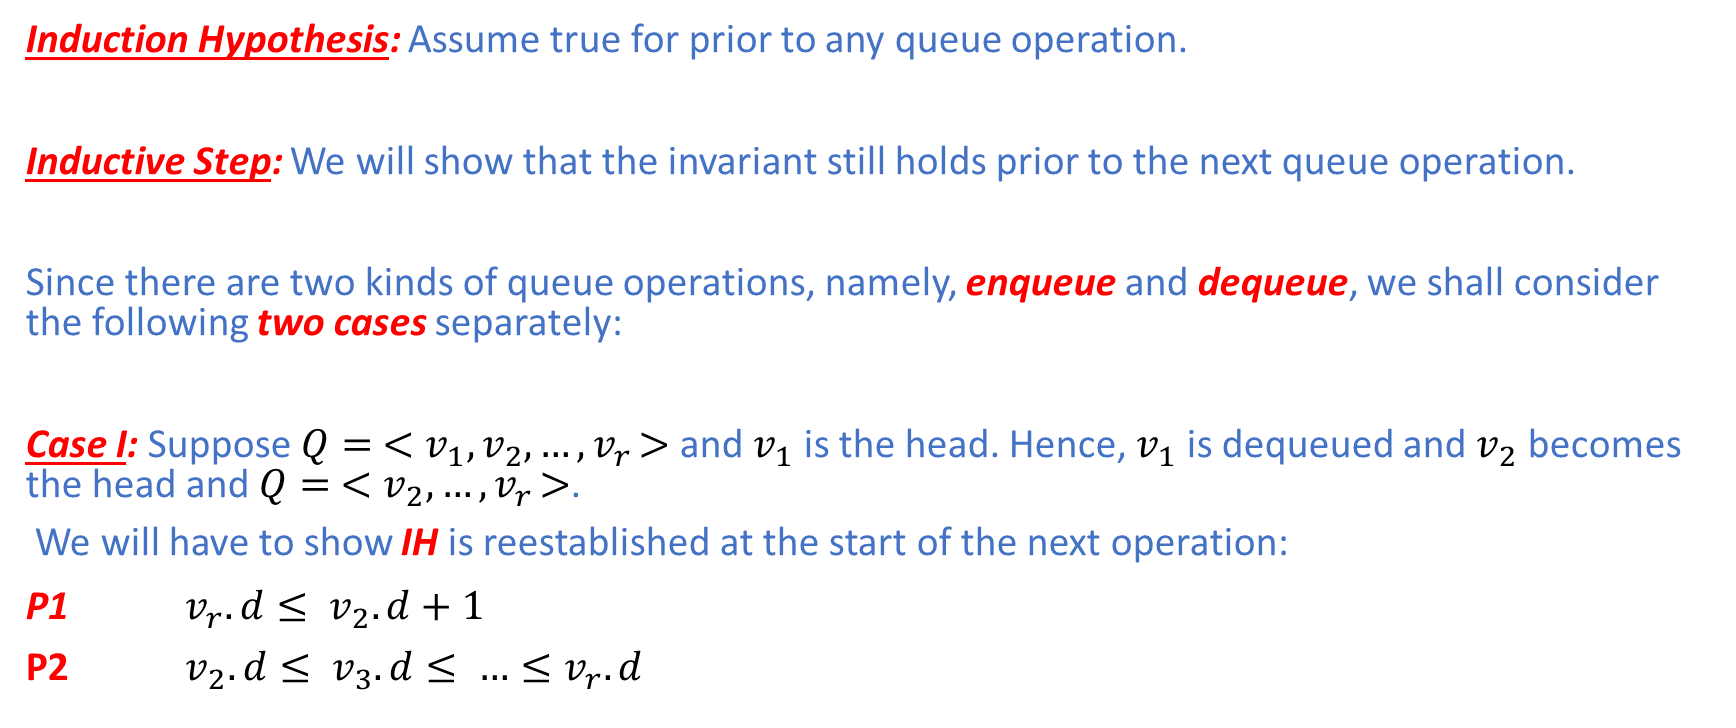 Induction Hypothesis: Assume true for prior to any queue operation.
Inductive Step: We will show that the invariant still holds prior to the next queue operation.
Since there are two kinds of queue operations, namely, enqueue and dequeue, we shall consider
the following two cases separately:
Case I: Suppose Q = < v₁, v₂, … , vᵣ > and v₁ is the head. Hence, v₁ is dequeued and v₂ becomes
the head and Q = < v₂, … , vᵣ >.
We will have to show IH is reestablished at the start of the next operation:
P1 vᵣ. d ≤ v₂. d + 1
P2 v₂. d ≤ v₃. d ≤ … ≤ vᵣ. d